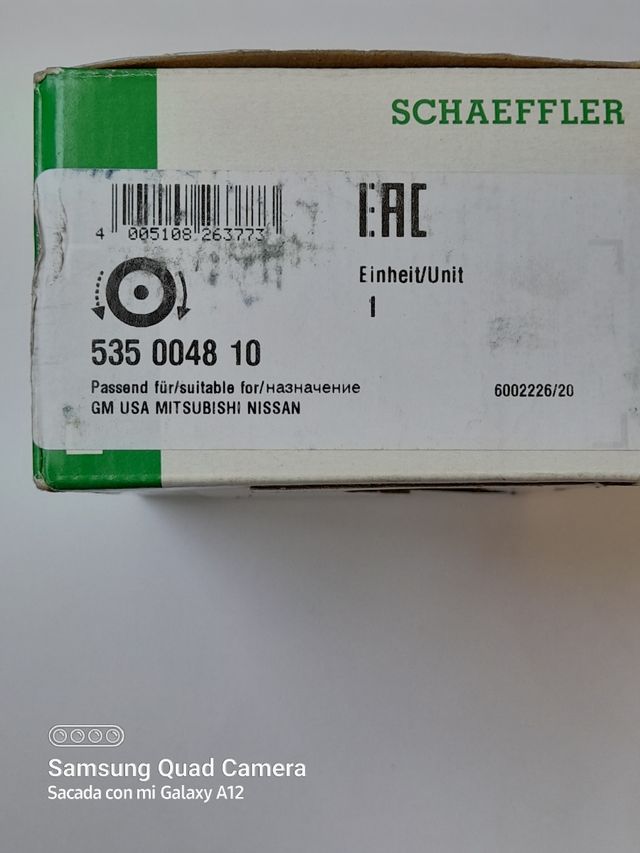 SCHAEFFLER
EAC
4 005108 263773
Einheit/Unit
1
535 0048 10
Passend für/suitable for/назначение
GM USA MITSUBISHI NISSAN
6002226/20
Samsung Quad Camera
Sacada con mi Galaxy A12